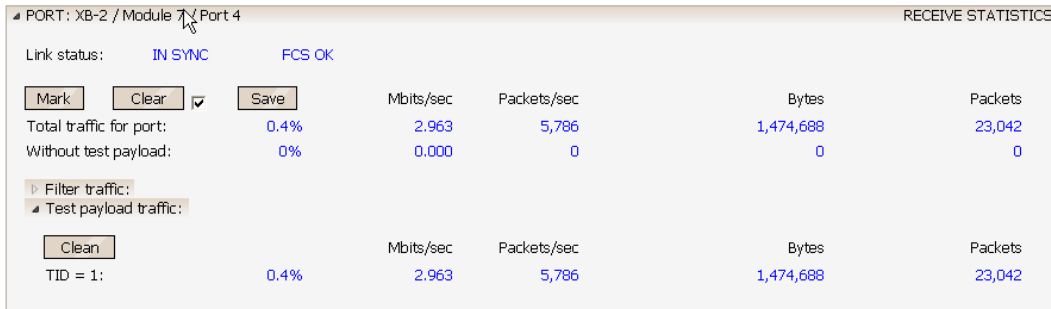 PORT: XB-2 / Module 7 / Port 4 RECEIVE STATISTICS
Link status: IN SYNC FCS OK
Mark Clear Save Mbits/sec Packets/sec Bytes Packets
Total traffic for port: 0.4% 2.963 5,786 1,474,688 23,042
Without test payload: 0% 0.000 0 0 0
Filter traffic:
Test payload traffic:
Clean Mbits/sec Packets/sec Bytes Packets
TID = 1: 0.4% 2.963 5,786 1,474,688 23,042